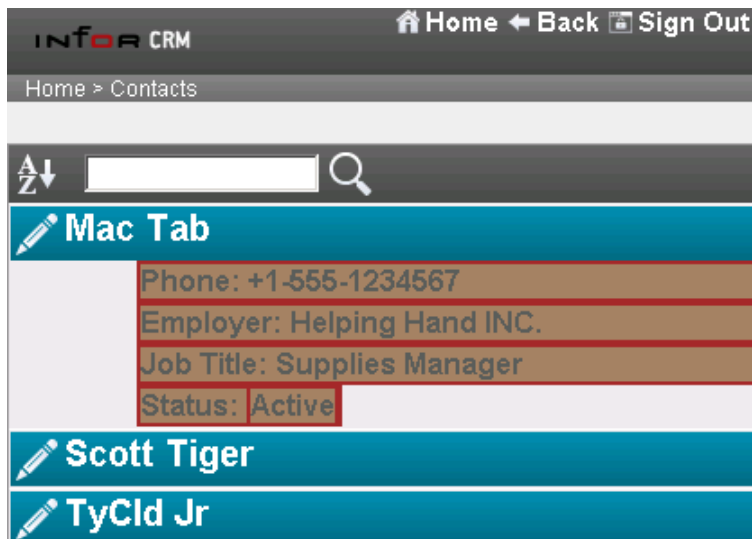 infor CRM
Home Back Sign Out
Home > Contacts
A
Z
Mac Tab
Phone: +1-555-1234567
Employer: Helping Hand INC.
Job Title: Supplies Manager
Status: Active
Scott Tiger
TyCld Jr